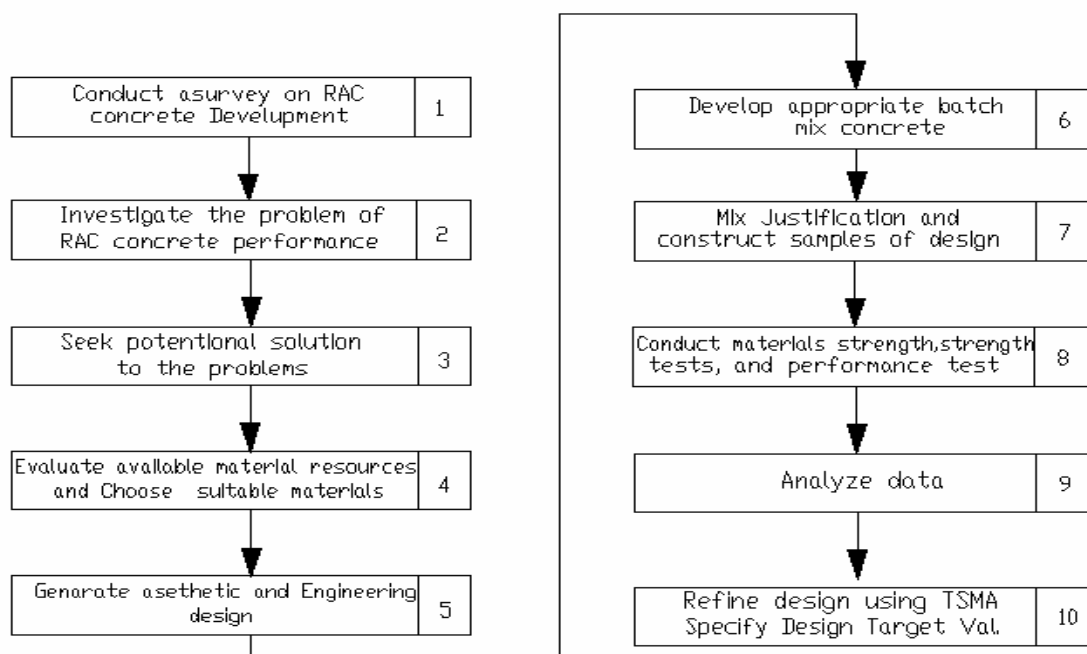 Conduct asurvey on RAC
concrete Development
1
Investigate the problem of
RAC concrete performance
2
Seek potentional solution
to the problems
3
Evaluate available material resources
and Choose suitable materials
4
Genarate asethetic and Engineering
design
5
Develop appropriate batch
mix concrete
6
Mix Justification and
construct samples of design
7
Conduct materials strength,strength
tests, and performance test
8
Analyze data
9
Refine design using TSMA
Specify Design Target Val.
10